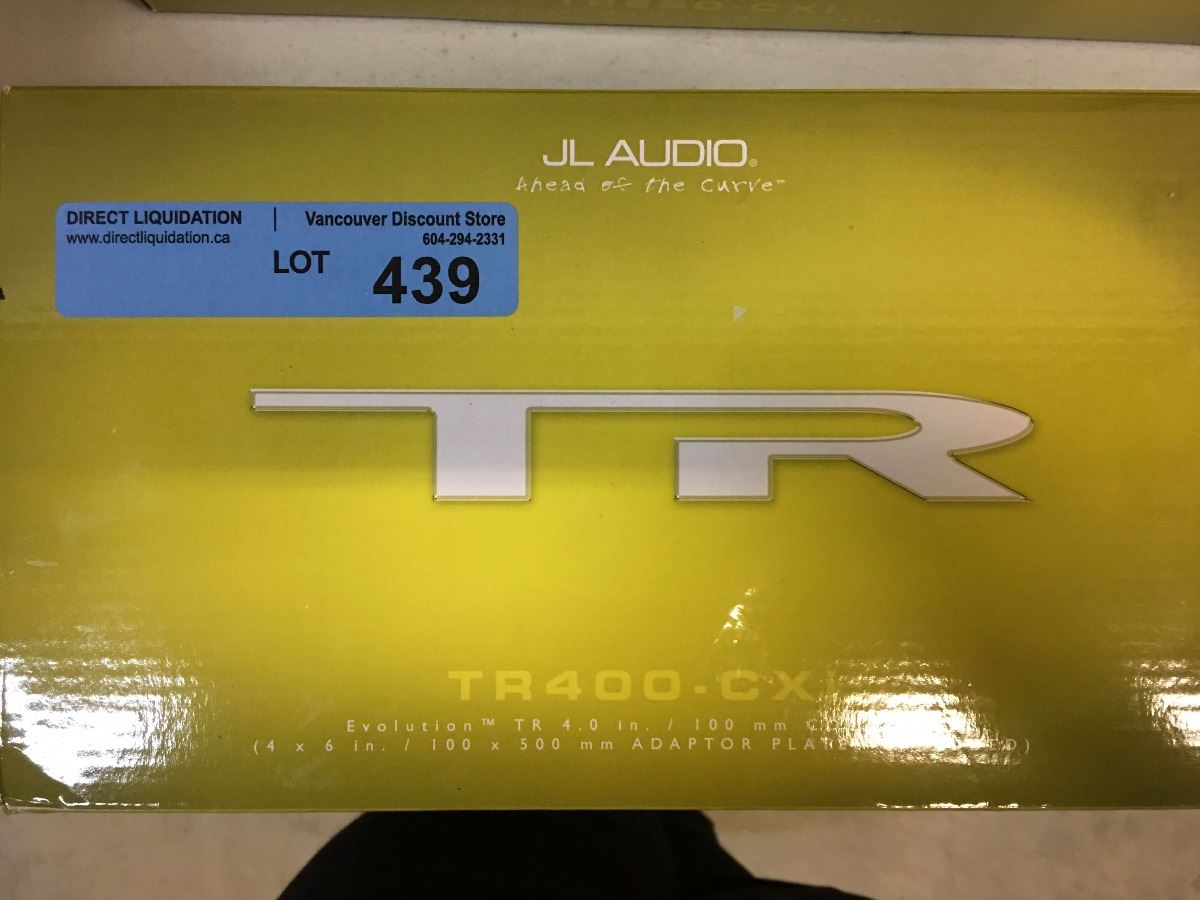 JL AUDIO®
Ahead of the Curve™
DIRECT LIQUIDATION | Vancouver Discount Store
www.directliquidation.ca 604-294-2331
LOT 439
TR
TR400-CXi
Evolution™ TR 4.0 in. / 100 mm
(4 x 6 in. / 100 x 500 mm ADAPTOR PLATE